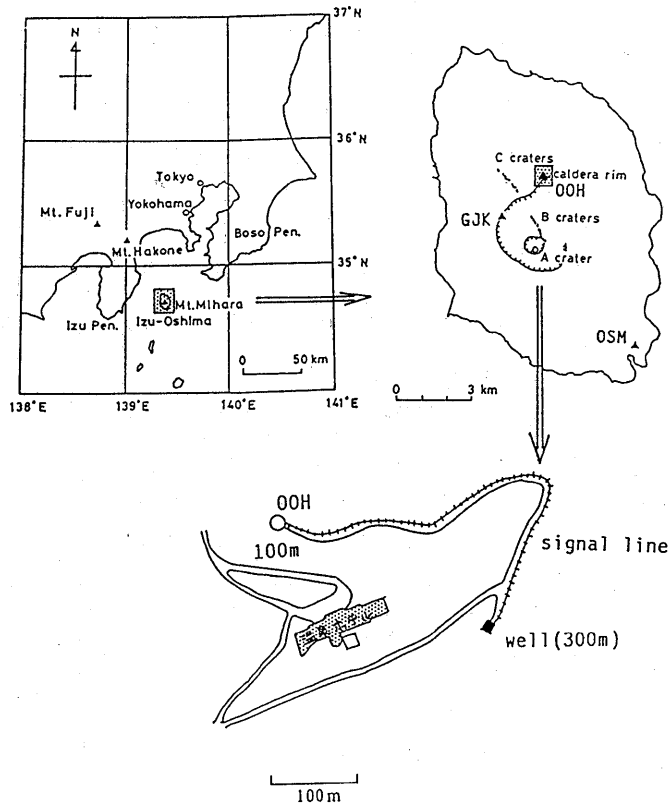 37°N
N
36°N
Tokyo
Yokohama
Mt. Fuji
Mt. Hakone
Boso Pen.
35°N
Mt. Mihara
Izu Pen.
Izu-Oshima
0 50 km
138°E 139°E 140°E 141°E
C craters
caldera rim
OOH
GJK
B craters
A crater
OSM
0 3 km
OOH
100m
signal line
well(300m)
100m